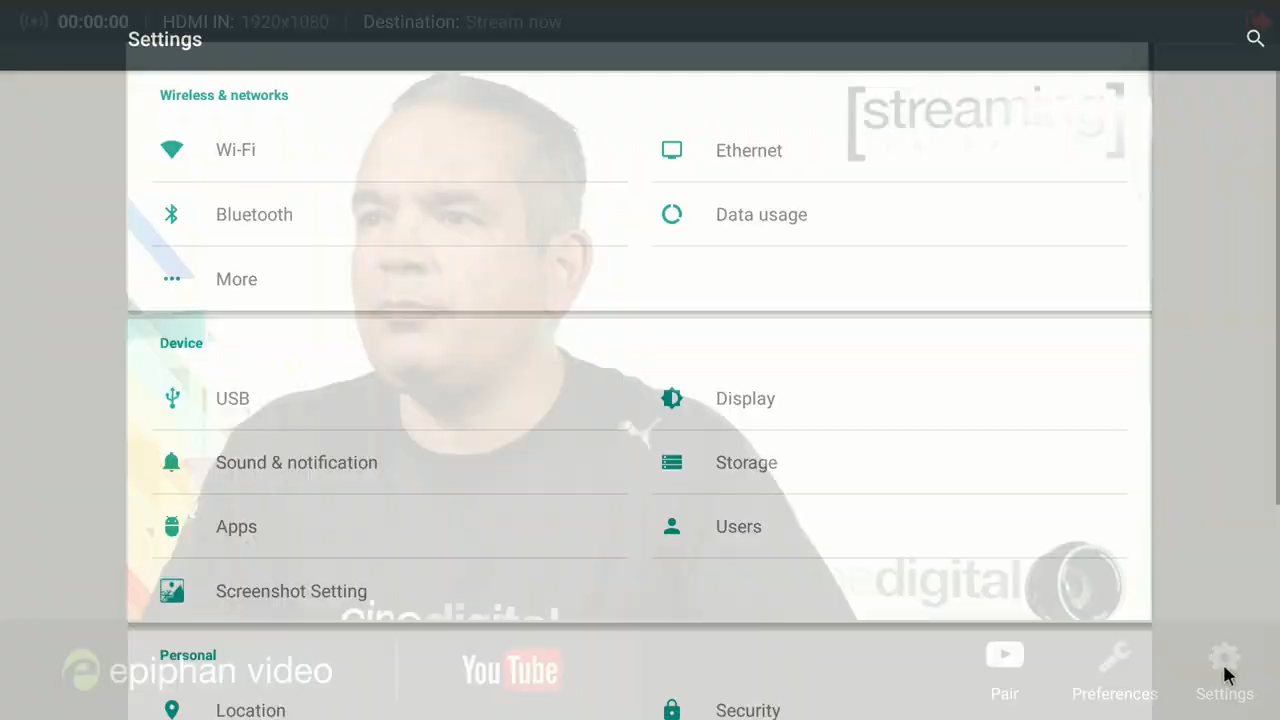 00:00:00 | HDMI IN: 1920x1080 | Destination: Stream now
Settings
Wireless & networks
[streaming]
Wi-Fi
Ethernet
Bluetooth
Data usage
More
Device
USB
Display
Sound & notification
Storage
Apps
Users
Screenshot Setting
digital
cinedigital
Personal
epiphan video
YouTube
Pair
Preferences
Settings
Location
Security